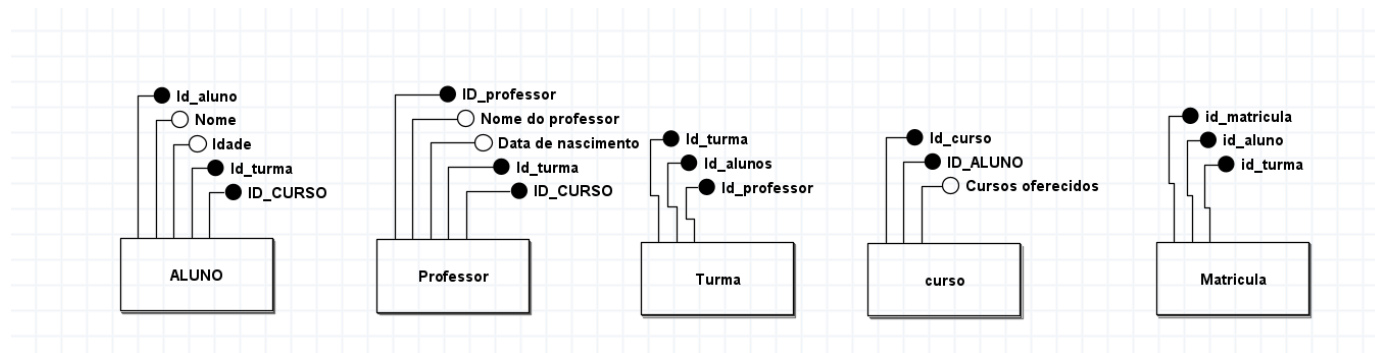 Id_aluno
Nome
Idade
Id_turma
ID_CURSO
ALUNO
ID_professor
Nome do professor
Data de nascimento
Id_turma
ID_CURSO
Professor
Id_turma
Id_alunos
Id_professor
Turma
Id_curso
ID_ALUNO
Cursos oferecidos
curso
id_matricula
id_aluno
id_turma
Matricula